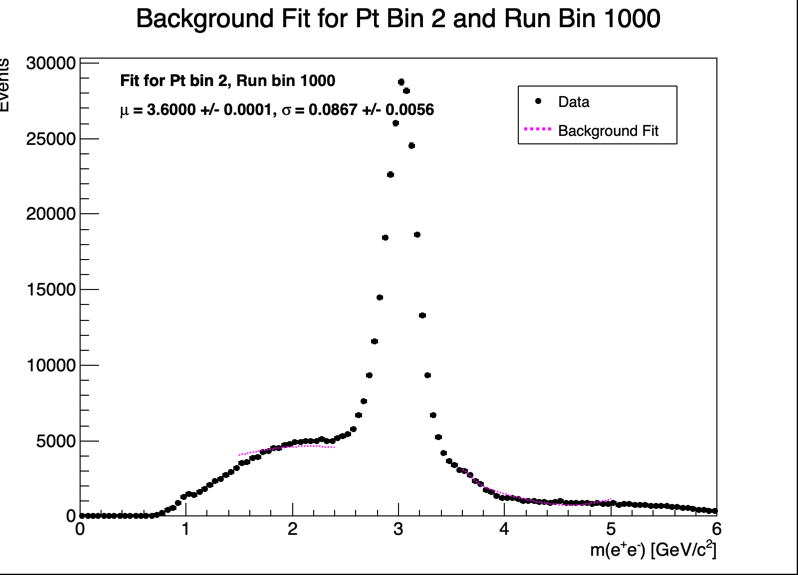 Background Fit for Pt Bin 2 and Run Bin 1000
Events
30000
25000
20000
15000
10000
5000
0
Fit for Pt bin 2, Run bin 1000
μ = 3.6000 +/- 0.0001, σ = 0.0867 +/- 0.0056
Data
Background Fit
0 1 2 3 4 5 6
m(e⁺e⁻) [GeV/c²]